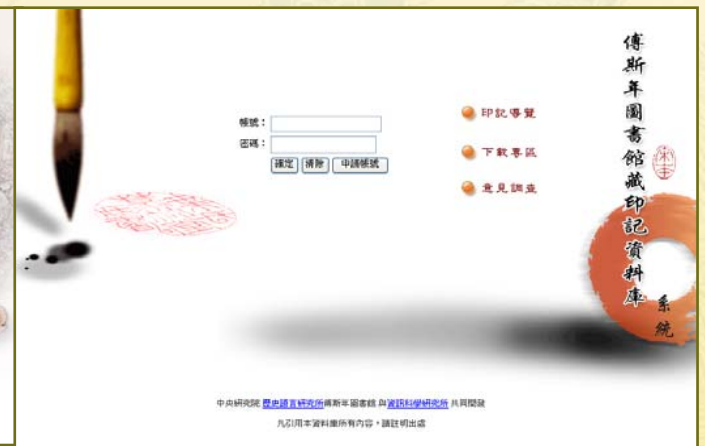 傅斯年圖書館藏印記資料庫
系統
帳號：
密碼：
確定 清除 申請帳號
印記導覽
下載專區
意見調查
中央研究院 歷史語言研究所傅斯年圖書館 與資訊科學研究所 共同開發
凡引用本資料庫所有內容，請註明出處